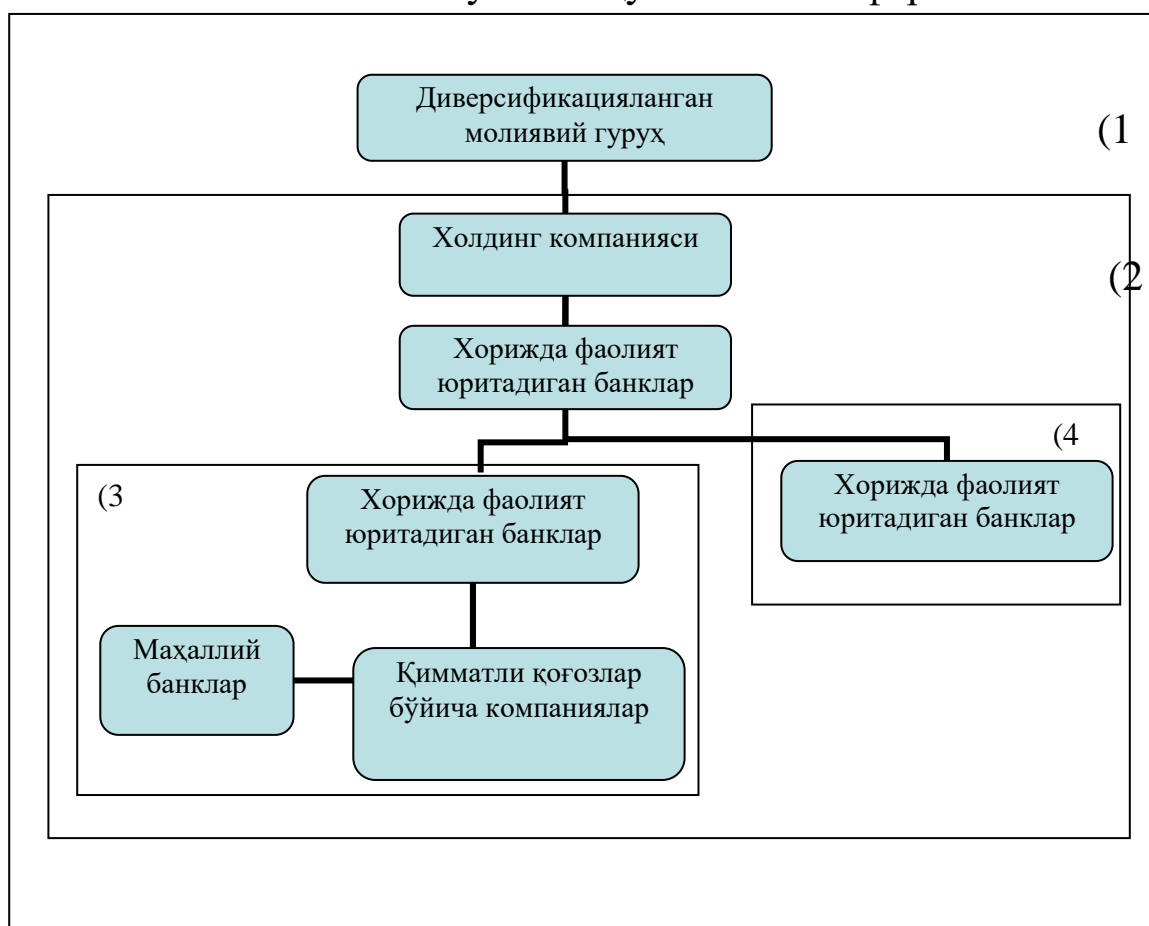 Диверсификацияланган
молиявий гуруҳ
(1
Холдинг компанияси
(2
Хорижда фаолият
юритадиган банклар
(4
(3
Хорижда фаолият
юритадиган банклар
Хорижда фаолият
юритадиган банклар
Маҳаллий
банклар
Қимматли қоғозлар
бўйича компаниялар